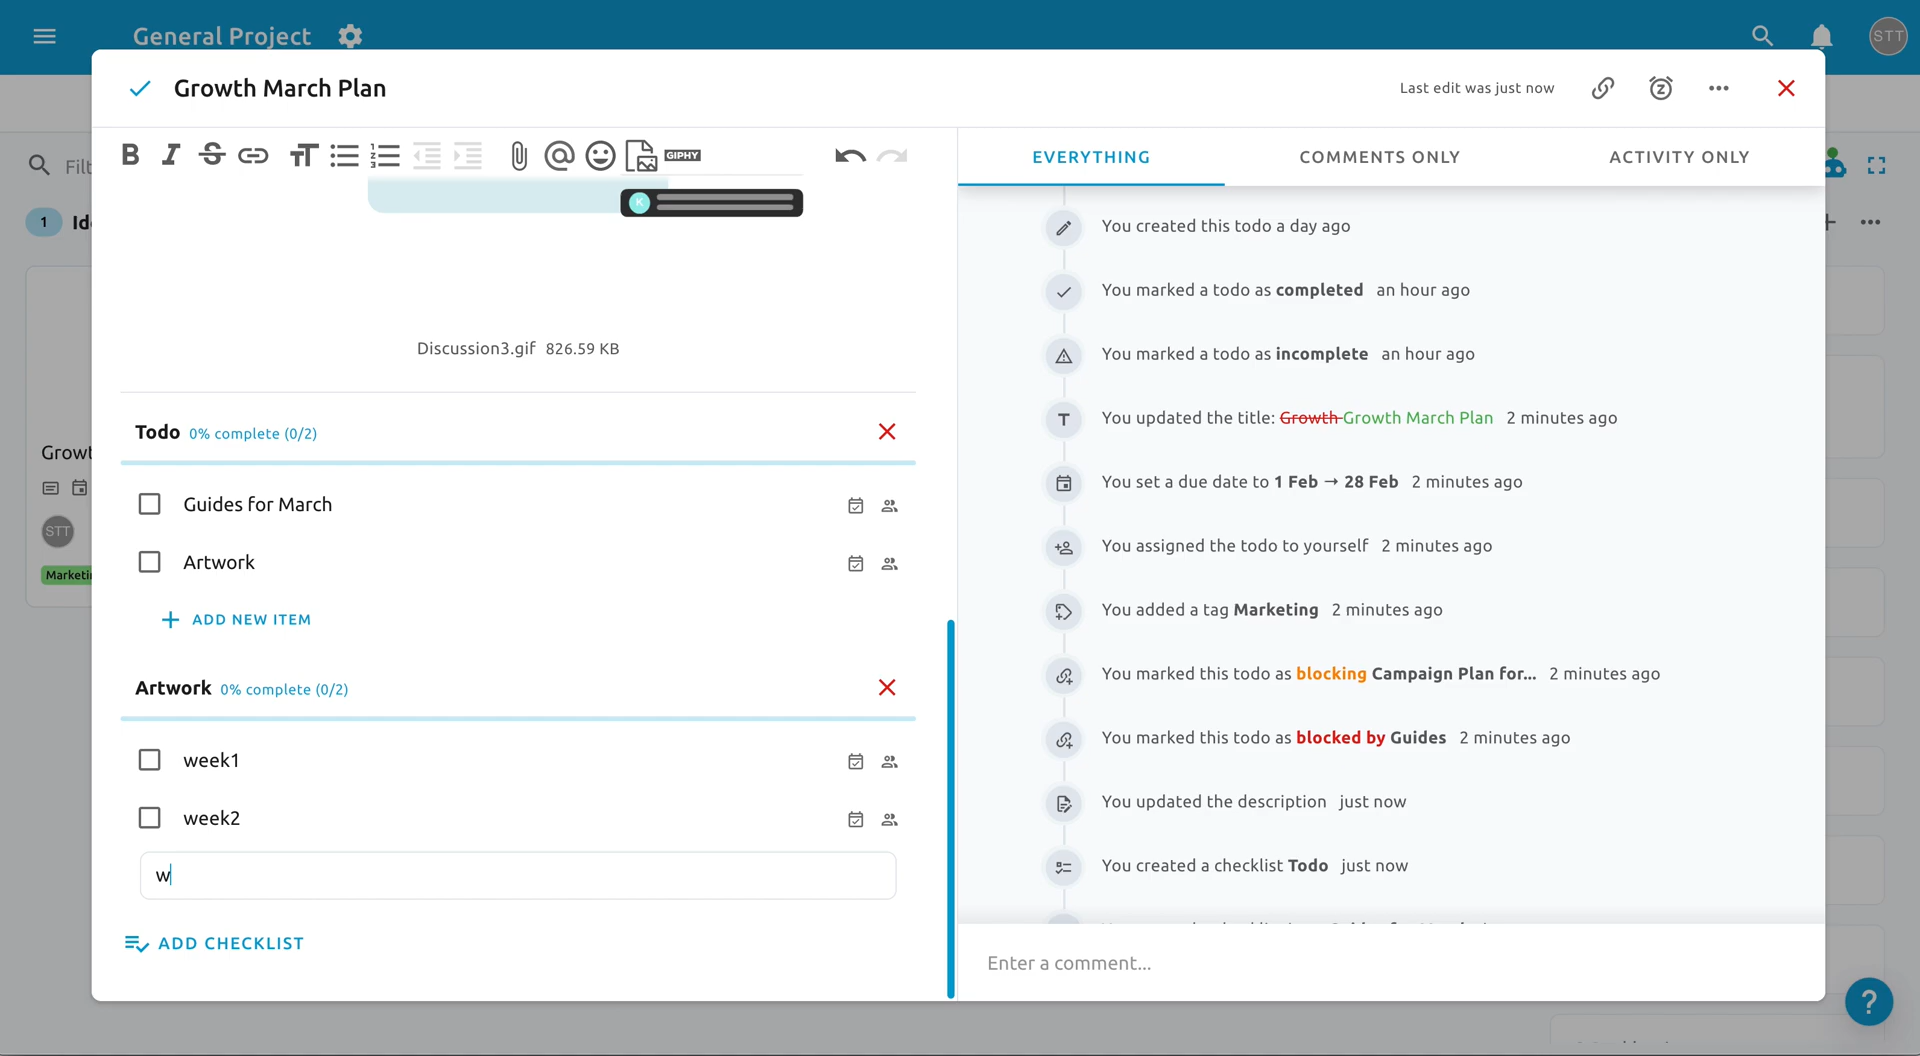 General Project
STT
Growth March Plan
Last edit was just now
GIPHY
EVERYTHING
COMMENTS ONLY
ACTIVITY ONLY
1
K
Discussion3.gif 826.59 KB
Todo 0% complete (0/2)
Guides for March
Artwork
ADD NEW ITEM
Artwork 0% complete (0/2)
week1
week2
w
ADD CHECKLIST
STT
You created this todo a day ago
You marked a todo as completed an hour ago
You marked a todo as incomplete an hour ago
You updated the title: Growth Growth March Plan 2 minutes ago
You set a due date to 1 Feb → 28 Feb 2 minutes ago
You assigned the todo to yourself 2 minutes ago
You added a tag Marketing 2 minutes ago
You marked this todo as blocking Campaign Plan for... 2 minutes ago
You marked this todo as blocked by Guides 2 minutes ago
You updated the description just now
You created a checklist Todo just now
Enter a comment...
?